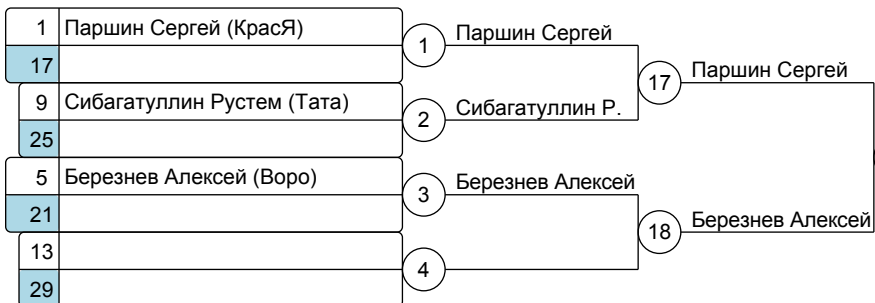 1 Паршин Сергей (КрасЯ)
17
9 Сибагатуллин Рустем (Тата)
25
5 Березнев Алексей (Воро)
21
13
29
1 Паршин Сергей
2 Сибагатуллин Р.
3 Березнев Алексей
4
17 Паршин Сергей
18 Березнев Алексей